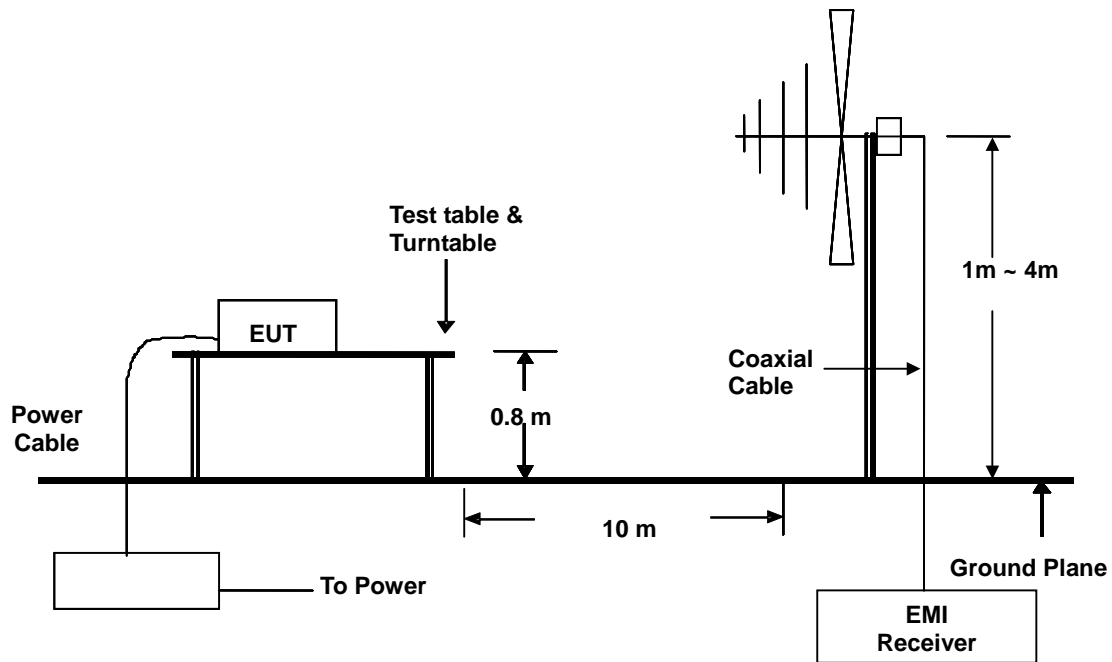 Test table &
Turntable
1m ~ 4m
EUT
Coaxial
Cable
0.8 m
Power
Cable
10 m
To Power
Ground Plane
EMI
Receiver